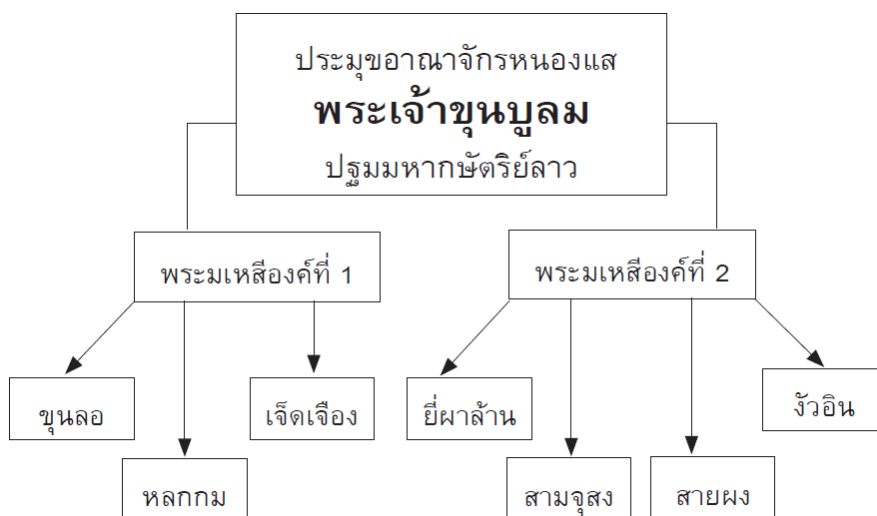 ประมุขอาณาจักรหนองแส
พระเจ้าขุนบูลม
ปฐมมหากษัตริย์ลาว
พระมเหสีองค์ที่ 1
พระมเหสีองค์ที่ 2
ขุนลอ
เจ็ดเจือง
ยี่ผาล้าน
งัวอิน
หลกกม
สามจุสง
สายผง